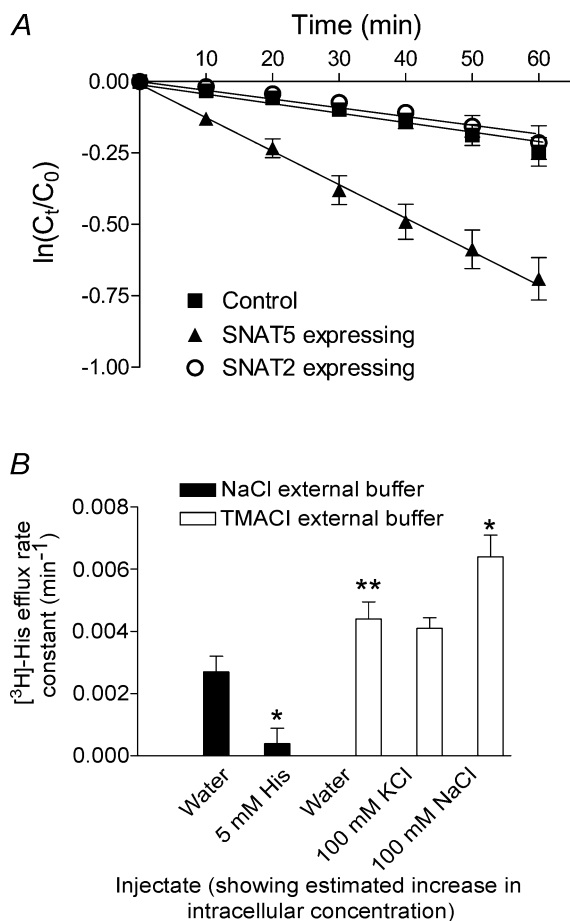 A
Time (min)
10 20 30 40 50 60
0.00
-0.25
-0.50
-0.75
-1.00
ln(Ct/C0)
Control
SNAT5 expressing
SNAT2 expressing
B
NaCl external buffer
TMACl external buffer
[³H]-His efflux rate
constant (min⁻¹)
0.008
0.006
0.004
0.002
0.000
*
**
*
Water
5 mM His
Water
100 mM KCl
100 mM NaCl
Injectate (showing estimated increase in
intracellular concentration)